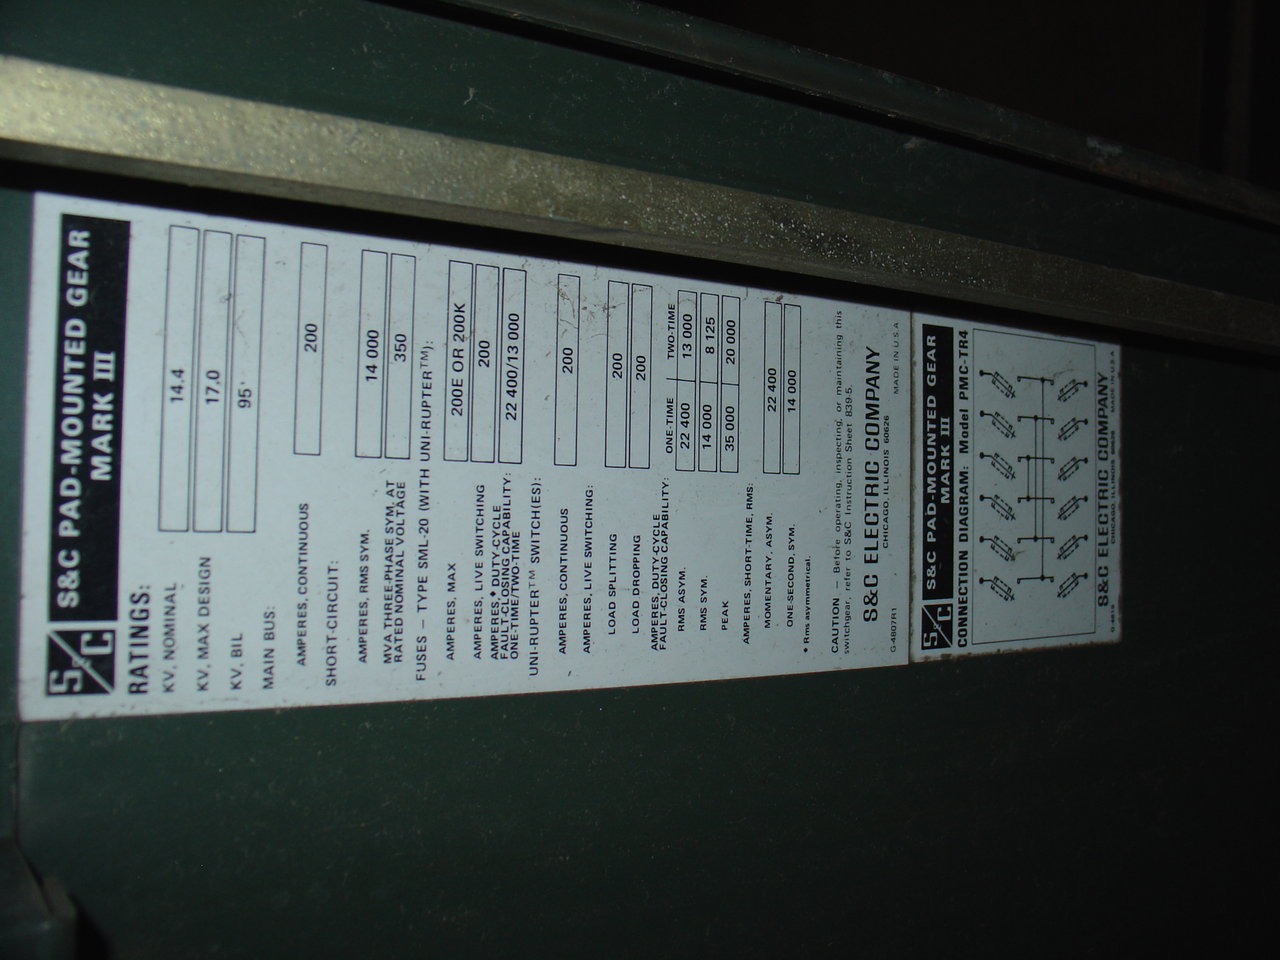 S&C
S&C PAD-MOUNTED GEAR
MARK III
RATINGS:
KV, NOMINAL 14.4
KV, MAX DESIGN 17.0
KV, BIL 95
MAIN BUS:
AMPERES, CONTINUOUS 200
SHORT-CIRCUIT:
AMPERES, RMS SYM. 14 000
MVA THREE-PHASE SYM. AT
RATED NOMINAL VOLTAGE 350
FUSES – TYPE SML-20 (WITH UNI-RUPTER™):
AMPERES, MAX 200E OR 200K
AMPERES, LIVE SWITCHING 200
AMPERES,♦ DUTY-CYCLE
FAULT-CLOSING CAPABILITY:
ONE-TIME/TWO-TIME 22 400/13 000
UNI-RUPTER™ SWITCH(ES):
AMPERES, CONTINUOUS 200
AMPERES, LIVE SWITCHING:
LOAD SPLITTING 200
LOAD DROPPING 200
AMPERES, DUTY-CYCLE
FAULT-CLOSING CAPABILITY: ONE-TIME TWO-TIME
RMS ASYM. 22 400 13 000
RMS SYM. 14 000 8 125
PEAK 35 000 20 000
AMPERES, SHORT-TIME, RMS:
MOMENTARY, ASYM. 22 400
ONE-SECOND, SYM. 14 000
♦ Rms asymmetrical.
CAUTION – Before operating, inspecting, or maintaining this
switchgear, refer to S&C Instruction Sheet 839-5.
S&C ELECTRIC COMPANY
CHICAGO, ILLINOIS 60626
G-4807R1 MADE IN U.S.A
S&C
S&C PAD-MOUNTED GEAR
MARK III
CONNECTION DIAGRAM: Model PMC-TR4
S&C ELECTRIC COMPANY
CHICAGO, ILLINOIS 60626
MADE IN U.S.A